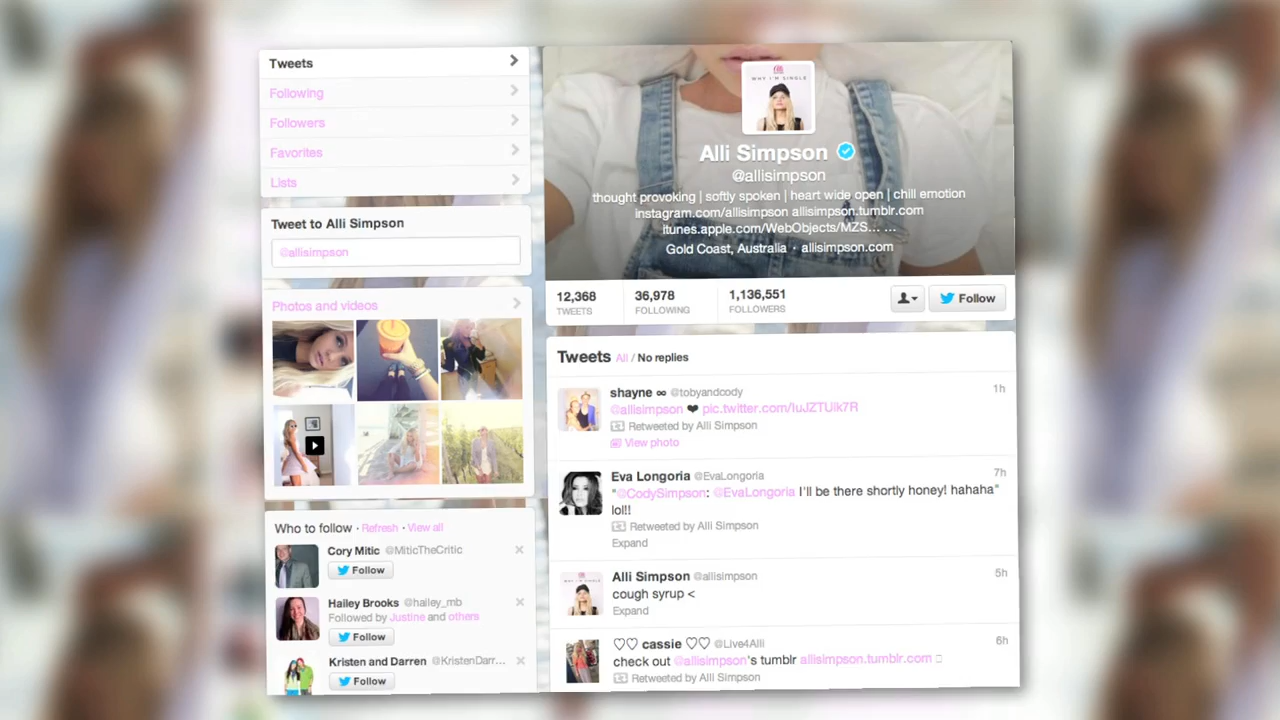 Tweets
Following
Followers
Favorites
Lists
Tweet to Alli Simpson
@allisimpson
Photos and videos
Who to follow · Refresh · View all
Cory Mitic @MiticTheCritic
Follow
Hailey Brooks @hailey_mb
Followed by Justine and others
Follow
Kristen and Darren @KristenDarr...
Follow
WHY I'M SINGLE
Alli Simpson
@allisimpson
thought provoking | softly spoken | heart wide open | chill emotion
instagram.com/allisimpson allisimpson.tumblr.com
itunes.apple.com/WebObjects/MZS... ...
Gold Coast, Australia · allisimpson.com
12,368 36,978 1,136,551
TWEETS FOLLOWING FOLLOWERS
Follow
Tweets All / No replies
shayne ∞ @tobyandcody 1h
@allisimpson ❤ pic.twitter.com/IuJZTUik7R
Retweeted by Alli Simpson
View photo
Eva Longoria @EvaLongoria 7h
"@CodySimpson: @EvaLongoria I'll be there shortly honey! hahaha"
lol!!
Retweeted by Alli Simpson
Expand
Alli Simpson @allisimpson 5h
cough syrup <
Expand
♡♡ cassie ♡♡ @Live4Alli 6h
check out @allisimpson's tumblr allisimpson.tumblr.com
Retweeted by Alli Simpson